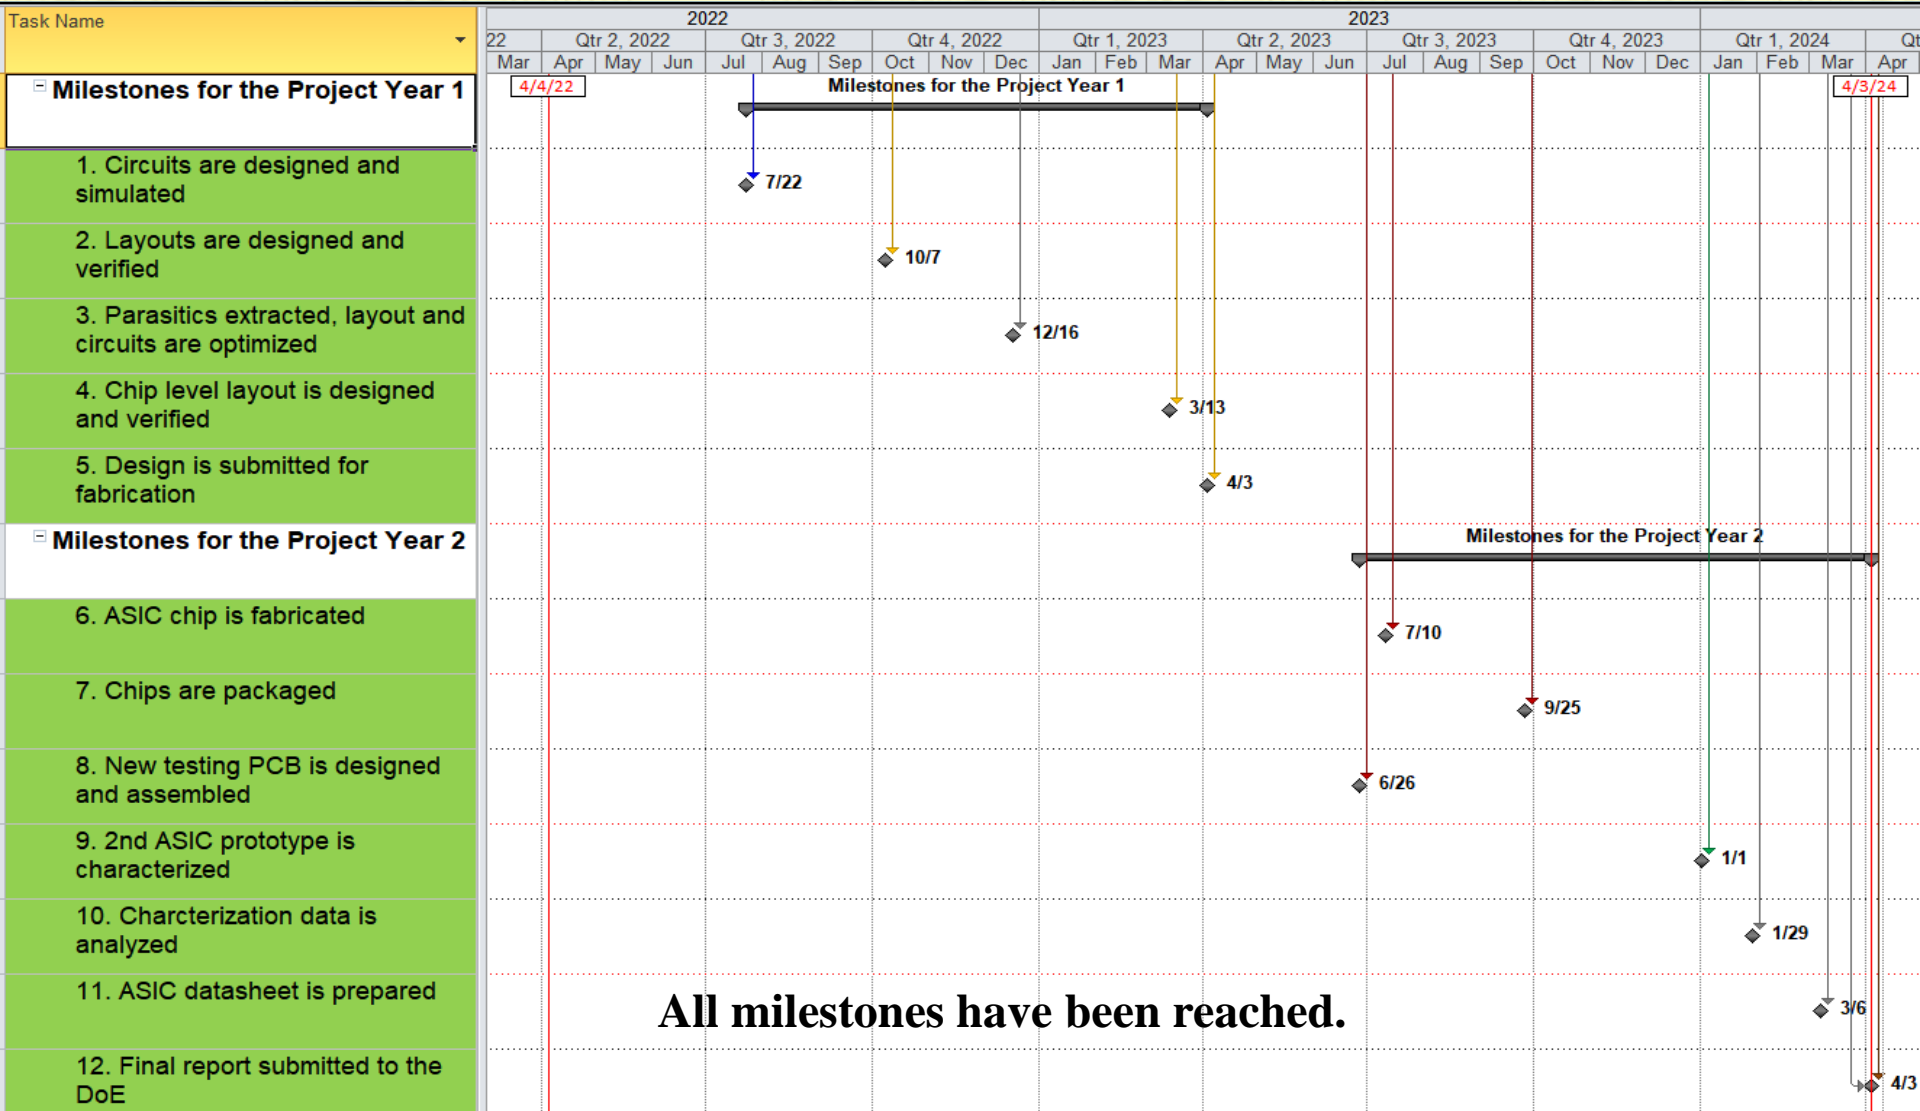 Task Name
2022
2023
22
Qtr 2, 2022
Qtr 3, 2022
Qtr 4, 2022
Qtr 1, 2023
Qtr 2, 2023
Qtr 3, 2023
Qtr 4, 2023
Qtr 1, 2024
Qt
Mar Apr May Jun Jul Aug Sep Oct Nov Dec Jan Feb Mar Apr May Jun Jul Aug Sep Oct Nov Dec Jan Feb Mar Apr
Milestones for the Project Year 1
4/4/22
Milestones for the Project Year 1
4/3/24
1. Circuits are designed and
simulated
7/22
2. Layouts are designed and
verified
10/7
3. Parasitics extracted, layout and
circuits are optimized
12/16
4. Chip level layout is designed
and verified
3/13
5. Design is submitted for
fabrication
4/3
Milestones for the Project Year 2
Milestones for the Project Year 2
6. ASIC chip is fabricated
7/10
7. Chips are packaged
9/25
8. New testing PCB is designed
and assembled
6/26
9. 2nd ASIC prototype is
characterized
1/1
10. Charcterization data is
analyzed
1/29
11. ASIC datasheet is prepared
3/6
All milestones have been reached.
12. Final report submitted to the
DoE
4/3